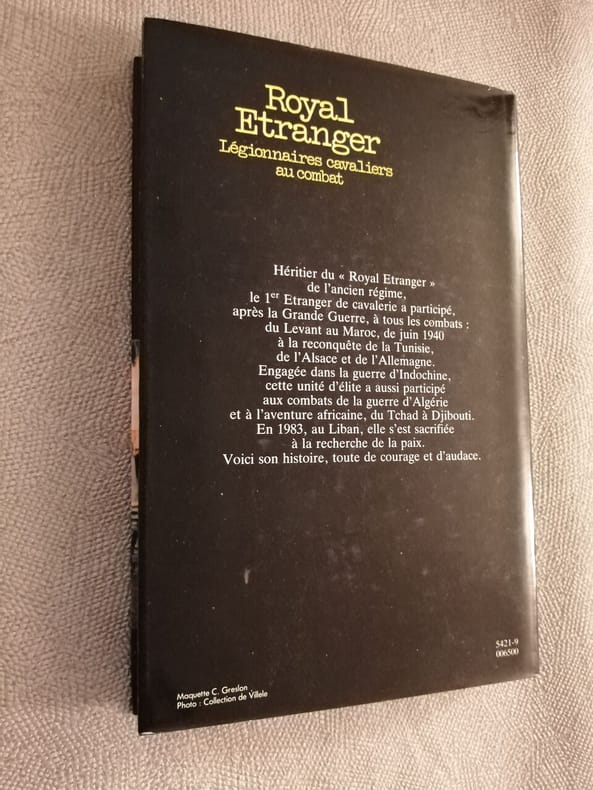 Royal
Etranger
Légionnaires cavaliers
au combat
Héritier du « Royal Etranger »
de l'ancien régime,
le 1er Etranger de cavalerie a participé,
après la Grande Guerre, à tous les combats :
du Levant au Maroc, de juin 1940
à la reconquête de la Tunisie,
de l'Alsace et de l'Allemagne.
Engagée dans la guerre d'Indochine,
cette unité d'élite a aussi participé
aux combats de la guerre d'Algérie
et à l'aventure africaine, du Tchad à Djibouti.
En 1983, au Liban, elle s'est sacrifiée
à la recherche de la paix.
Voici son histoire, toute de courage et d'audace.
5421-9
006500
Maquette C. Greslon
Photo : Collection de Villele